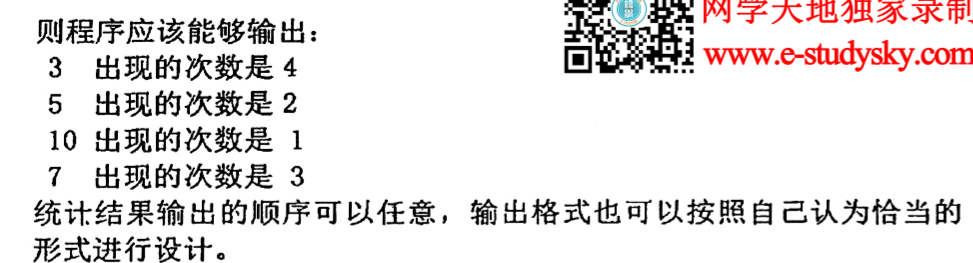 网学天地独家录制
www.e-studysky.com
则程序应该能够输出：
3 出现的次数是 4
5 出现的次数是 2
10 出现的次数是 1
7 出现的次数是 3
统计结果输出的顺序可以任意，输出格式也可以按照自己认为恰当的
形式进行设计。